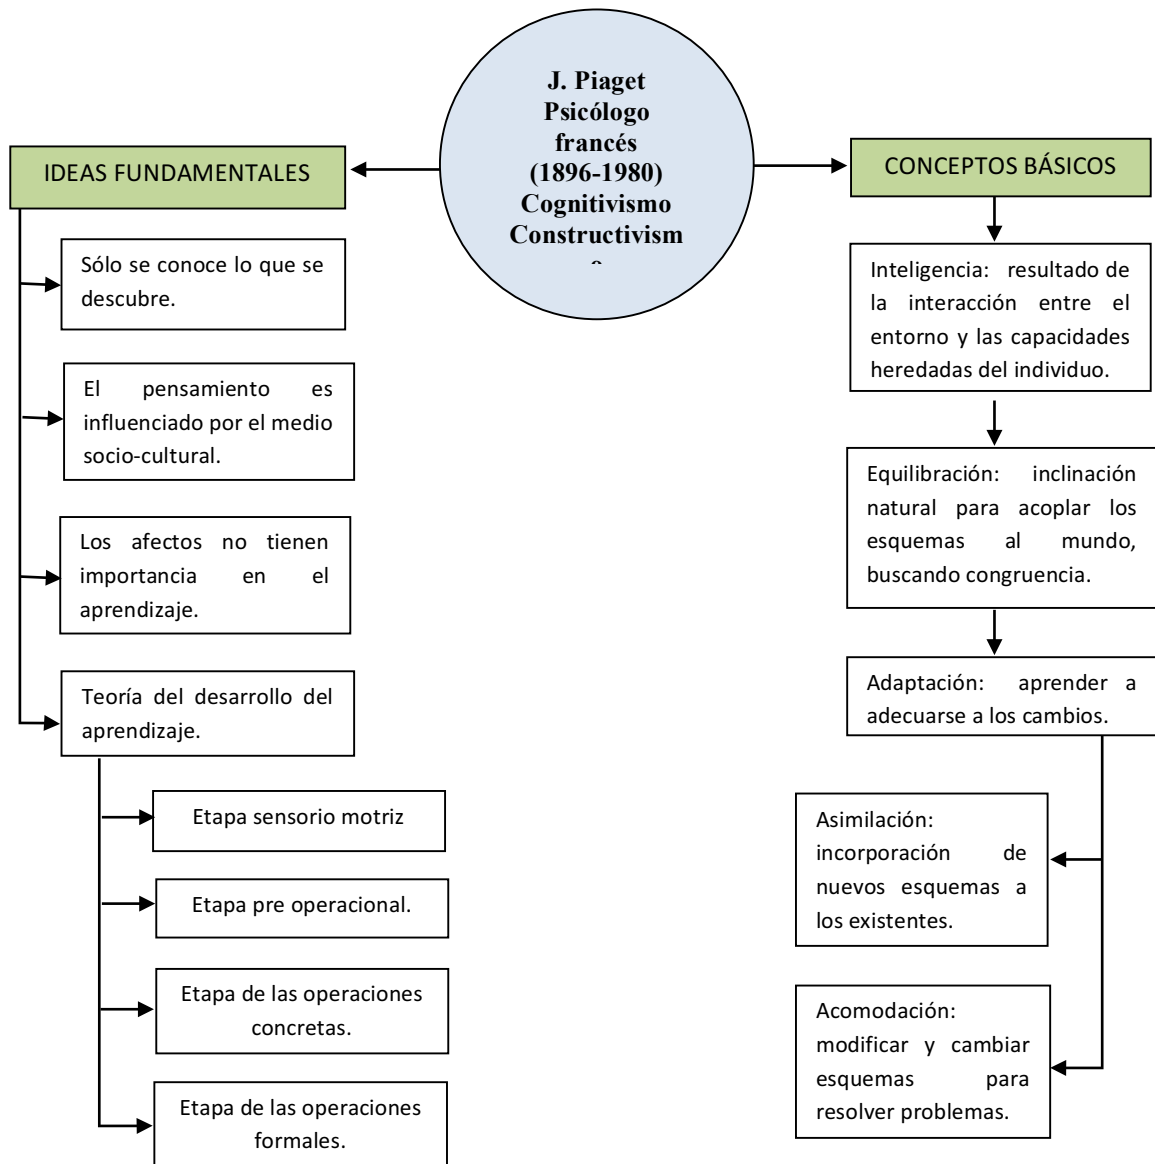 J. Piaget
Psicólogo
francés
(1896-1980)
Cognitivismo
Constructivism
IDEAS FUNDAMENTALES
Sólo se conoce lo que se
descubre.
El pensamiento es
influenciado por el medio
socio-cultural.
Los afectos no tienen
importancia en el
aprendizaje.
Teoría del desarrollo del
aprendizaje.
Etapa sensorio motriz
Etapa pre operacional.
Etapa de las operaciones
concretas.
Etapa de las operaciones
formales.
CONCEPTOS BÁSICOS
Inteligencia: resultado de
la interacción entre el
entorno y las capacidades
heredadas del individuo.
Equilibración: inclinación
natural para acoplar los
esquemas al mundo,
buscando congruencia.
Adaptación: aprender a
adecuarse a los cambios.
Asimilación:
incorporación de
nuevos esquemas a
los existentes.
Acomodación:
modificar y cambiar
esquemas para
resolver problemas.